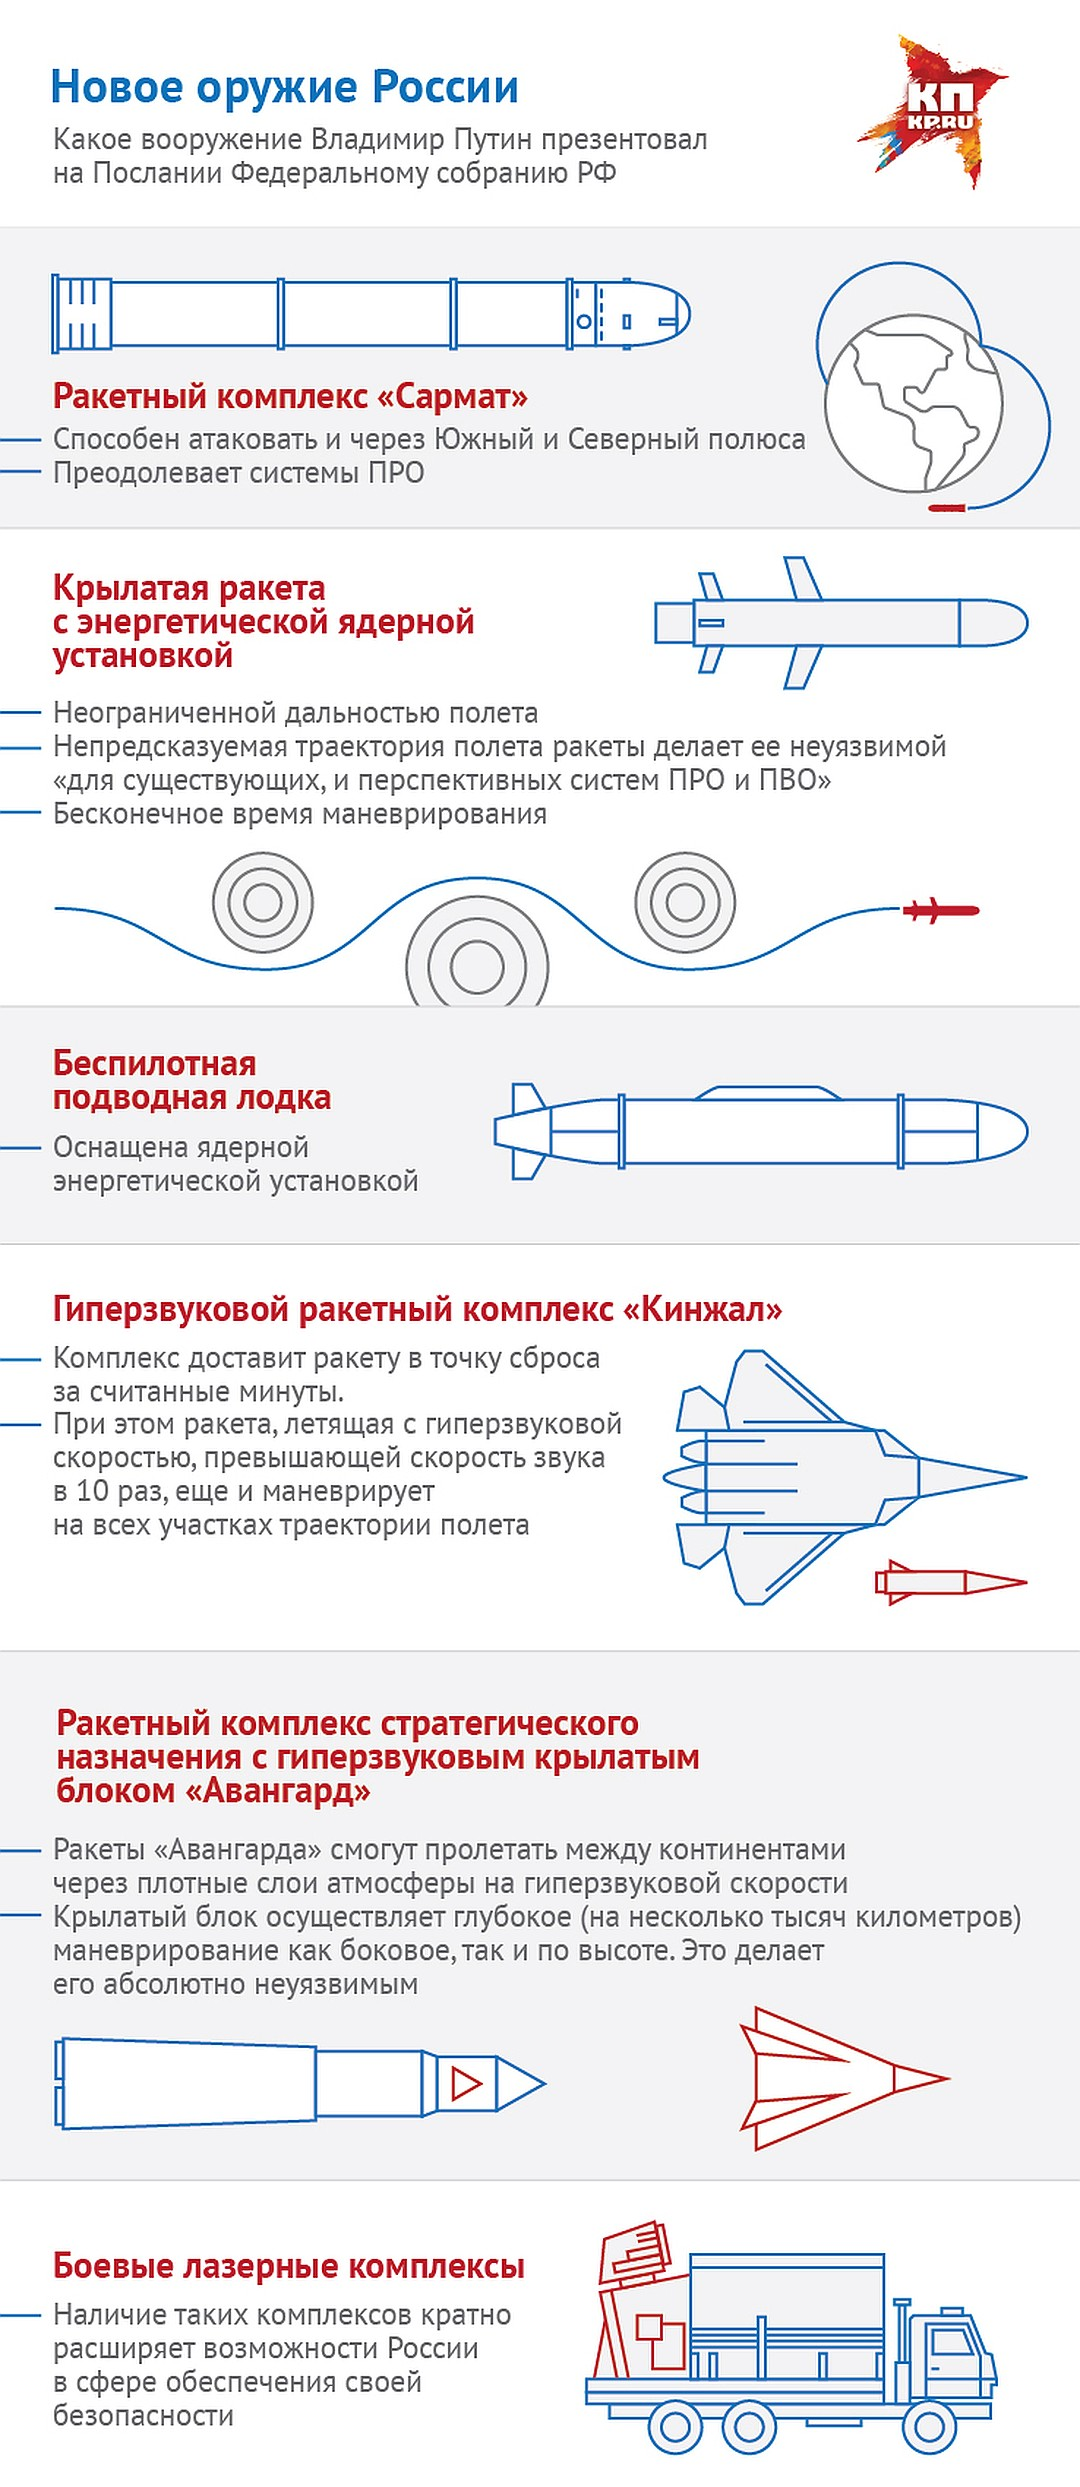 Новое оружие России
Какое вооружение Владимир Путин презентовал
на Послании Федеральному собранию РФ
КП
KP.RU
Ракетный комплекс «Сармат»
Способен атаковать и через Южный и Северный полюса
Преодолевает системы ПРО
Крылатая ракета
с энергетической ядерной
установкой
Неограниченной дальностью полета
Непредсказуемая траектория полета ракеты делает ее неуязвимой
«для существующих, и перспективных систем ПРО и ПВО»
Бесконечное время маневрирования
Беспилотная
подводная лодка
Оснащена ядерной
энергетической установкой
Гиперзвуковой ракетный комплекс «Кинжал»
Комплекс доставит ракету в точку сброса
за считанные минуты.
При этом ракета, летящая с гиперзвуковой
скоростью, превышающей скорость звука
в 10 раз, еще и маневрирует
на всех участках траектории полета
Ракетный комплекс стратегического
назначения с гиперзвуковым крылатым
блоком «Авангард»
Ракеты «Авангарда» смогут пролетать между континентами
через плотные слои атмосферы на гиперзвуковой скорости
Крылатый блок осуществляет глубокое (на несколько тысяч километров)
маневрирование как боковое, так и по высоте. Это делает
его абсолютно неуязвимым
Боевые лазерные комплексы
Наличие таких комплексов кратно
расширяет возможности России
в сфере обеспечения своей
безопасности